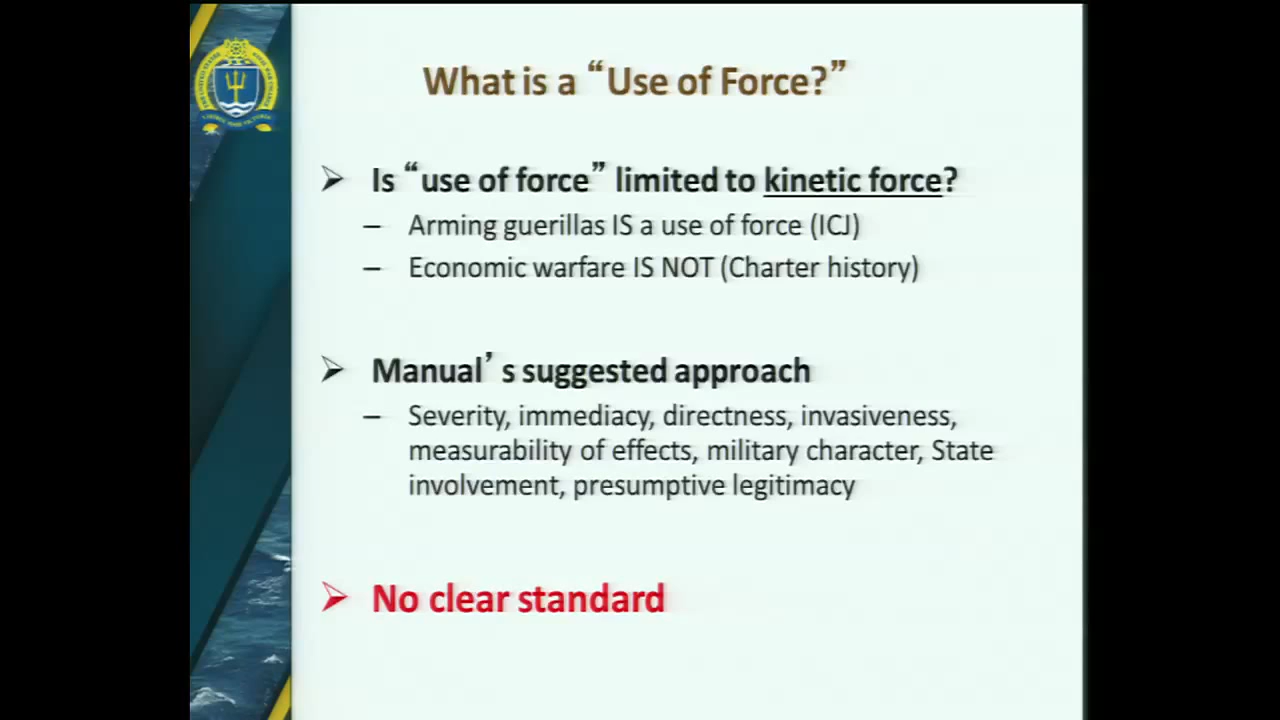 What is a “Use of Force?”
➢ Is “use of force” limited to kinetic force?
– Arming guerillas IS a use of force (ICJ)
– Economic warfare IS NOT (Charter history)
➢ Manual’s suggested approach
– Severity, immediacy, directness, invasiveness,
measurability of effects, military character, State
involvement, presumptive legitimacy
➢ No clear standard